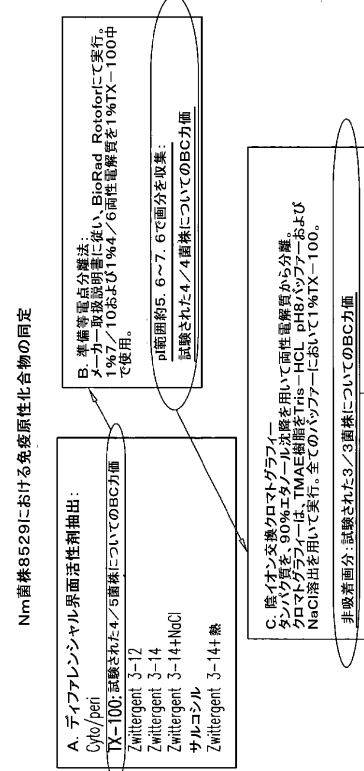 Nm菌株8529における免疫原性化合物の同定
A. ディファレンシャル界面活性剤抽出:
Cyto/peri
TX-100: 試験された4/5菌株についてのBC力価
Zwittergent 3-12
Zwittergent 3-14
Zwittergent 3-14+NaCl
サルコシル
Zwittergent 3-14+熱
B. 準備等電点分離法:
メーカー取扱説明書に従い、BioRad Rotoforにて実行。
1%7/10および1%4/6両性電解質を1%TX-100中
で使用。
pI範囲約5.6~7.6で画分を収集:
試験された4/4菌株についてのBC力価
C. 陰イオン交換クロマトグラフィー
タンパク質を、90%エタノール沈降を用いて両性電解質から分離。
クロマトグラフィーは、TMAE樹脂をTris-HCL pH8バッファーおよび
NaCl溶出を用いて実行。全てのバッファーにおいて1%TX-100。
非吸着画分: 試験された3/3菌株についてのBC力価